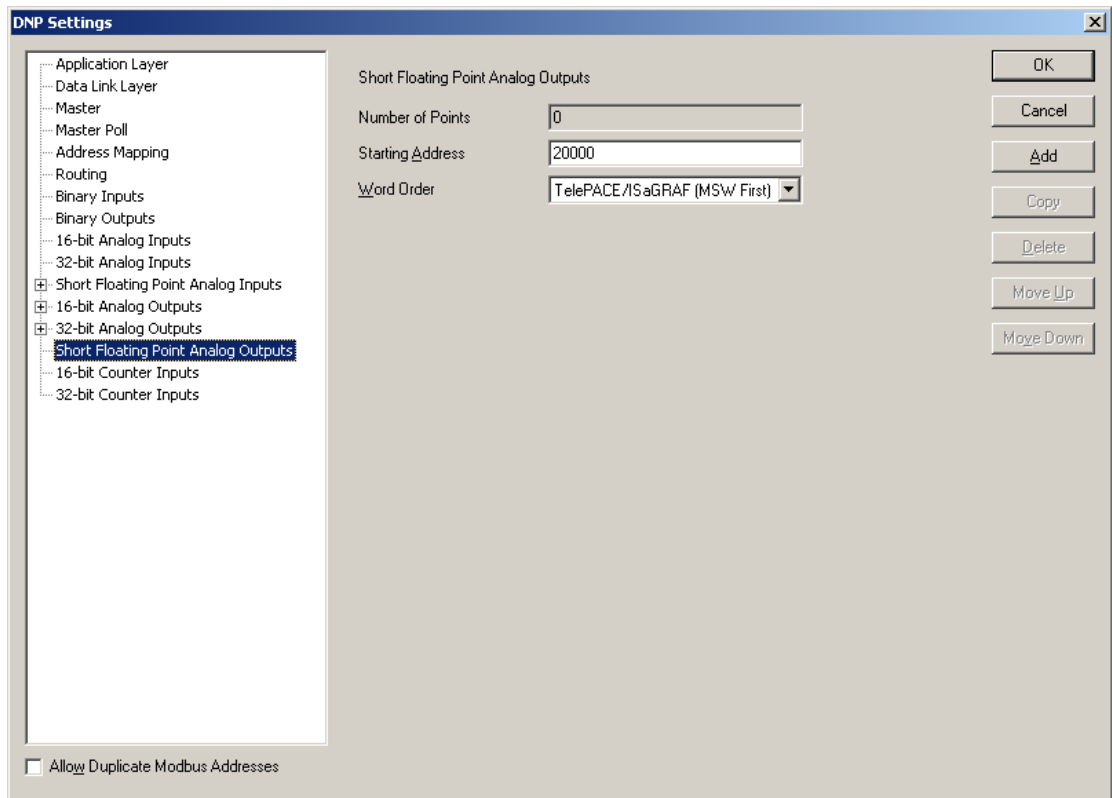 DNP Settings
Application Layer
Data Link Layer
Master
Master Poll
Address Mapping
Routing
Binary Inputs
Binary Outputs
16-bit Analog Inputs
32-bit Analog Inputs
Short Floating Point Analog Inputs
16-bit Analog Outputs
32-bit Analog Outputs
Short Floating Point Analog Outputs
16-bit Counter Inputs
32-bit Counter Inputs
Allow Duplicate Modbus Addresses
Short Floating Point Analog Outputs
Number of Points 0
Starting Address 20000
Word Order TelePACE/ISaGRAF (MSW First)
OK
Cancel
Add
Copy
Delete
Move Up
Move Down